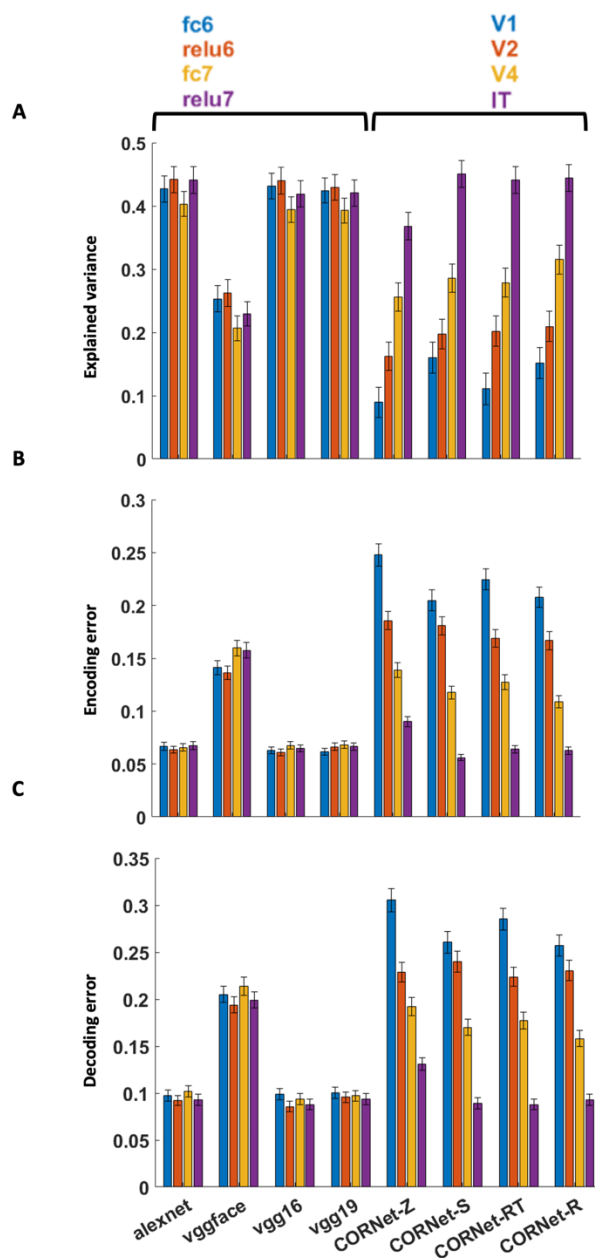 fc6 V1
relu6 V2
fc7 V4
relu7 IT
A
0.5
0.4
0.3
0.2
0.1
0
Explained variance
B
0.3
0.25
0.2
0.15
0.1
0.05
0
Encoding error
C
0.35
0.3
0.25
0.2
0.15
0.1
0.05
0
Decoding error
alexnet
vggface
vgg16
vgg19
CORNet-Z
CORNet-S
CORNet-RT
CORNet-R